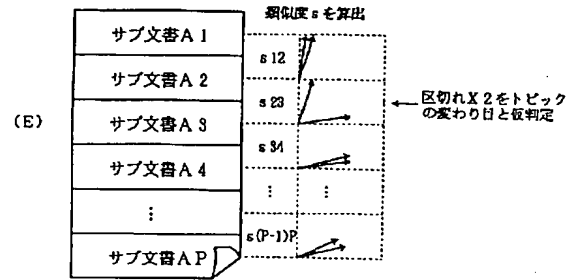 類似度sを算出
サブ文書A1
s12
サブ文書A2
s23
区切れX2をトピック
の変わり目と仮判定
(E)
サブ文書A3
s34
サブ文書A4
⋮
⋮
⋮
s(P-1)P
サブ文書AP